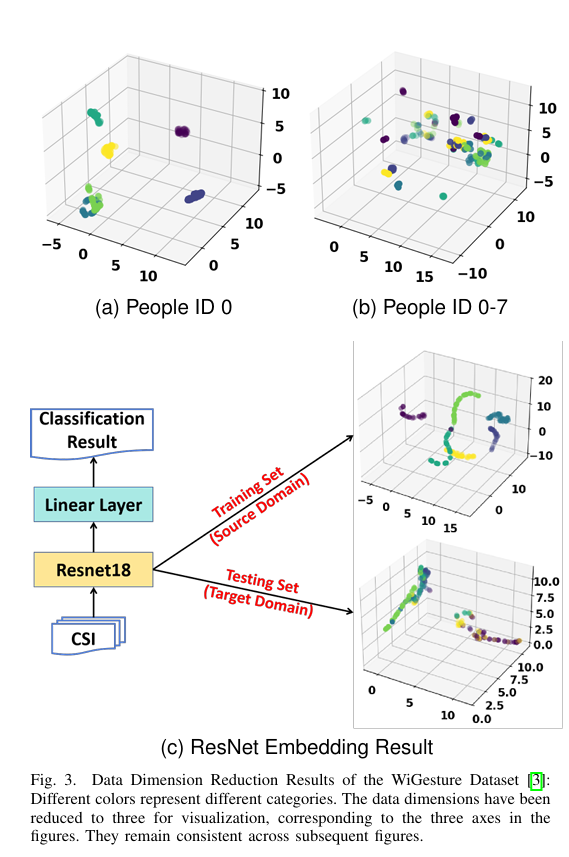 10
5
0
−5
−5
0
5
10
0
5
10
(a) People ID 0
10
5
0
−5
0
5
10
15
−10
0
10
(b) People ID 0-7
Classification
Result
Linear Layer
Resnet18
CSI
Training Set
(Source Domain)
Testing Set
(Target Domain)
20
10
0
−10
−5
0
5
10
15
0
10
10.0
7.5
5.0
2.5
0.0
0
5
10
0.0
2.5
5.0
7.5
10.0
(c) ResNet Embedding Result
Fig. 3. Data Dimension Reduction Results of the WiGesture Dataset [3]:
Different colors represent different categories. The data dimensions have been
reduced to three for visualization, corresponding to the three axes in the
figures. They remain consistent across subsequent figures.